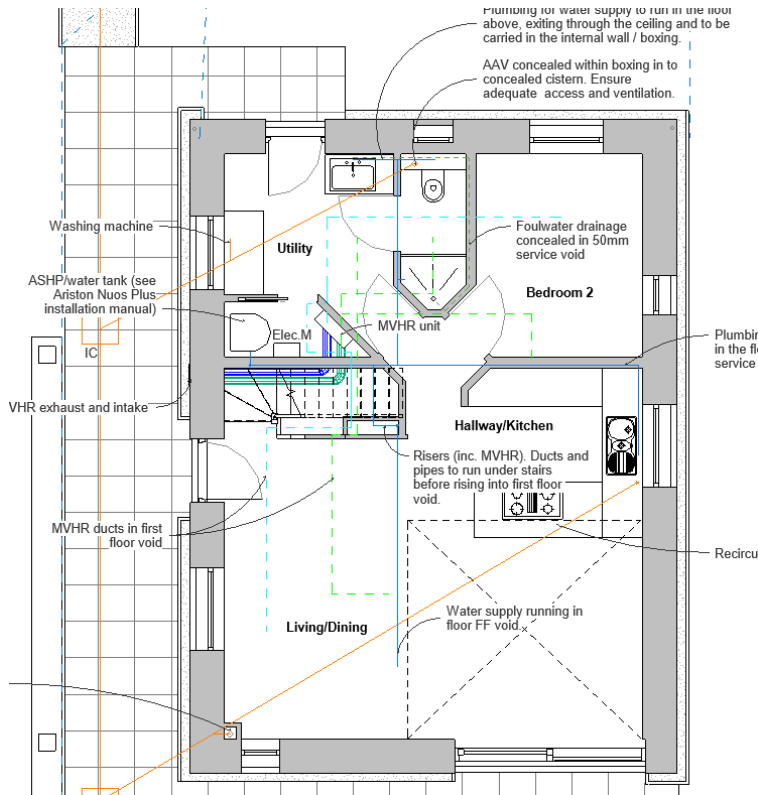 Plumbing for water supply to run in the floor
above, exiting through the ceiling and to be
carried in the internal wall / boxing.
AAV concealed within boxing in to
concealed cistern. Ensure
adequate access and ventilation.
Washing machine
Utility
Foulwater drainage
concealed in 50mm
service void
ASHP/water tank (see
Ariston Nuos Plus
installation manual)
Bedroom 2
Elec.M
MVHR unit
IC
Plumbin
in the flo
service
VHR exhaust and intake
Hallway/Kitchen
Risers (inc. MVHR). Ducts and
pipes to run under stairs
before rising into first floor
void.
MVHR ducts in first
floor void
Recircu
Water supply running in
floor FF void.
Living/Dining